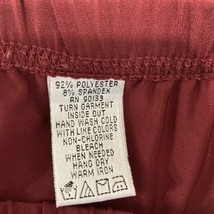 92% POLYESTER
8% SPANDEX
RN 90139
TURN GARMENT
INSIDE OUT
HAND WASH COLD
WITH LIKE COLORS
NON-CHLORINE
BLEACH
WHEN NEEDED
HANG DRY
WARM IRON